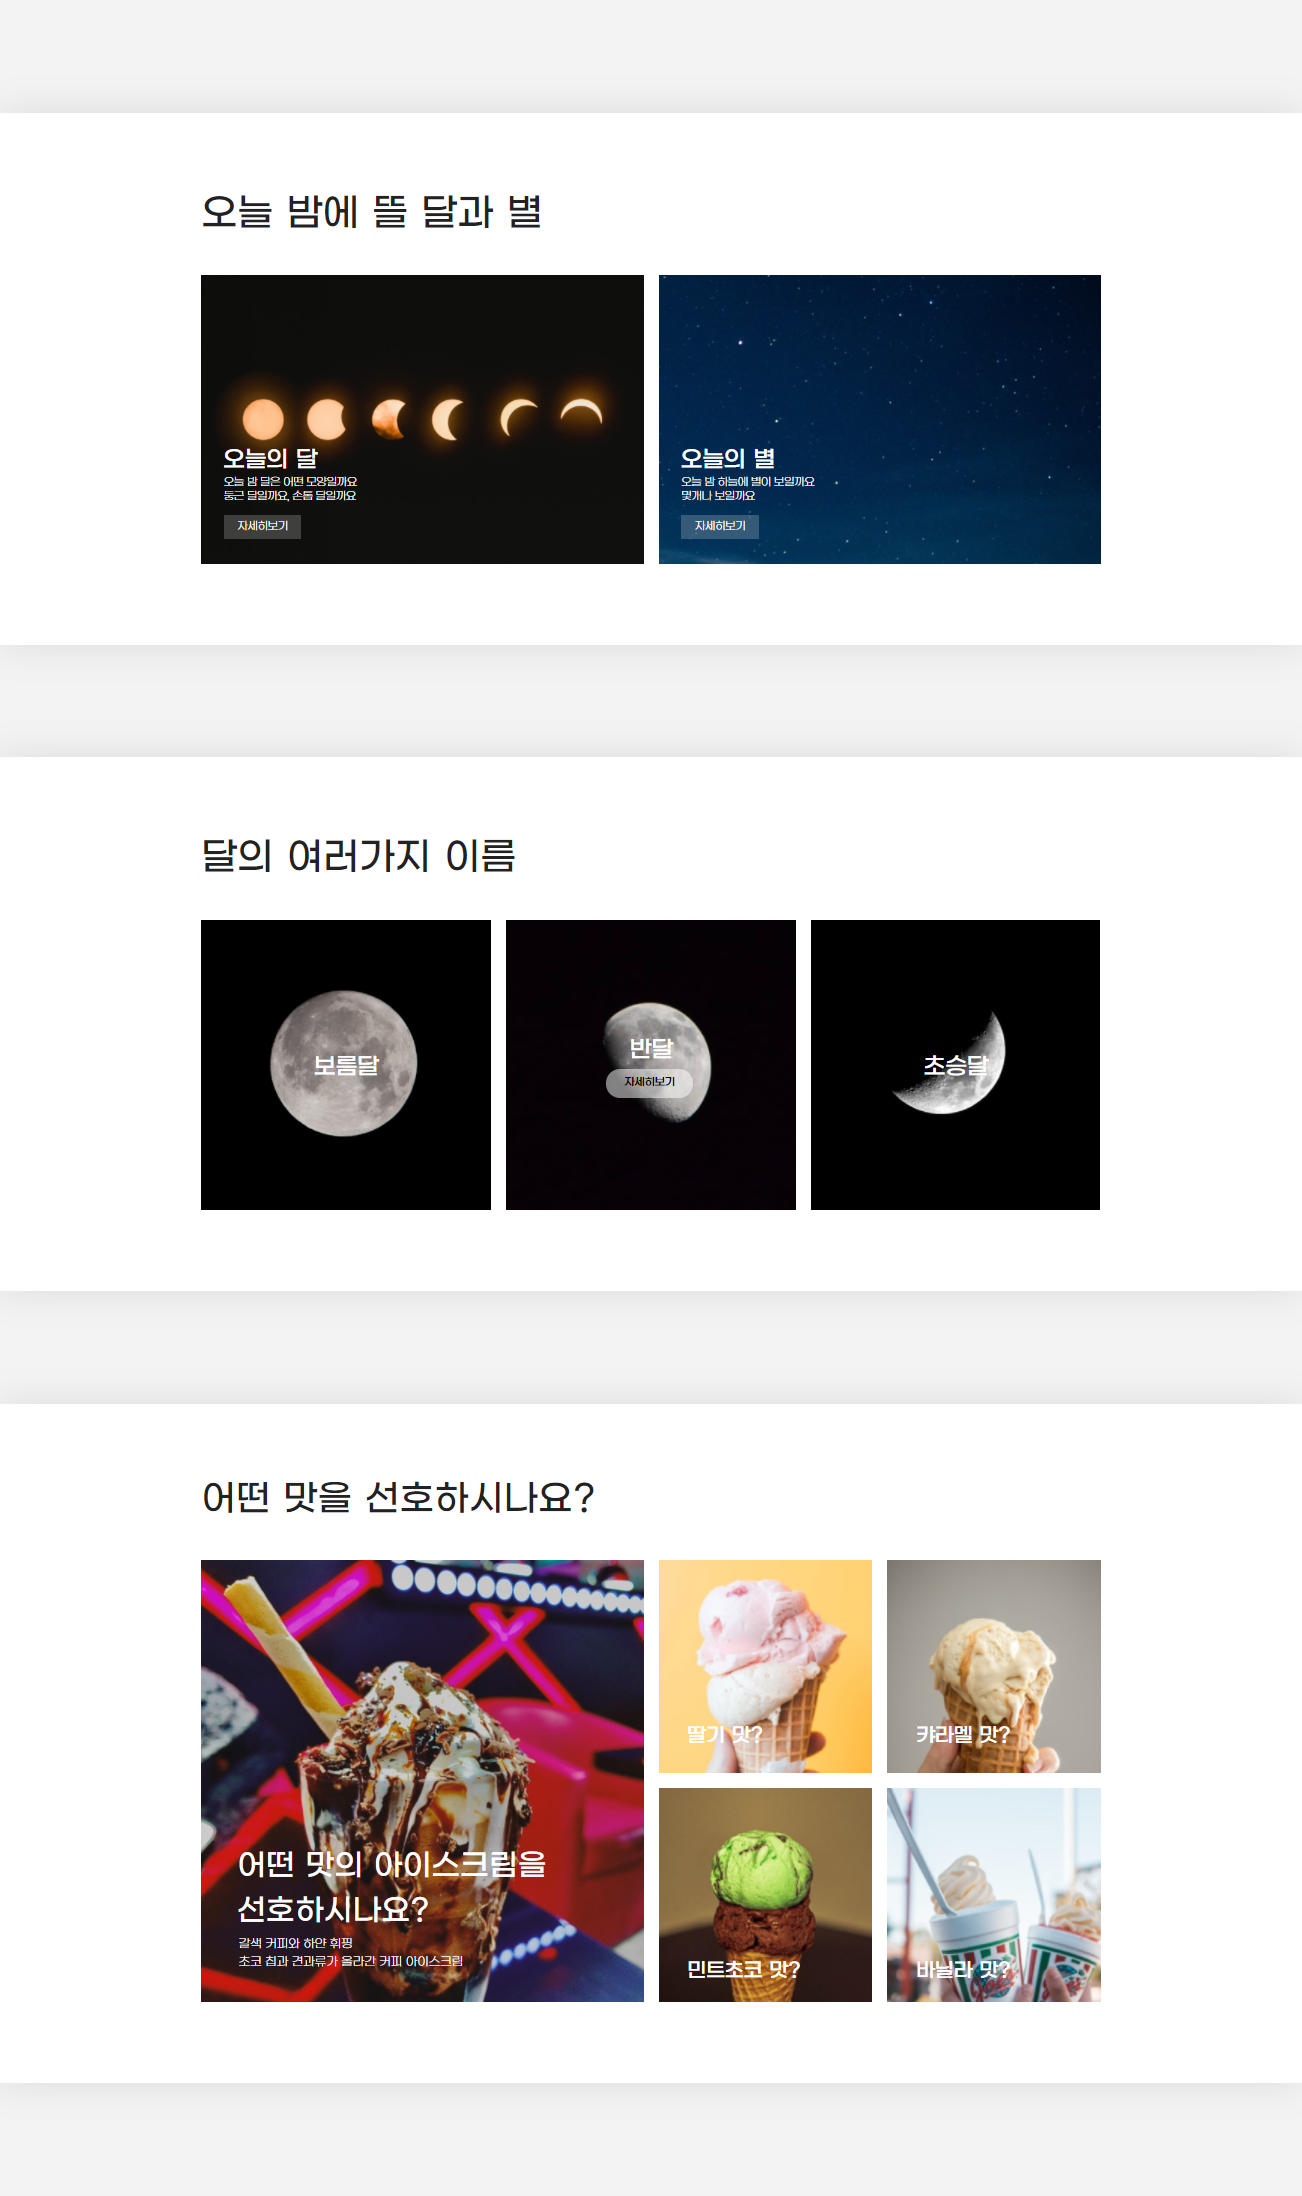 오늘 밤에 뜰 달과 별
오늘의 달
오늘 밤 달은 어떤 모양일까요
둥근 달일까요, 손톱 달일까요
자세히보기
오늘의 별
오늘 밤 하늘에 별이 보일까요
몇개나 보일까요
자세히보기
달의 여러가지 이름
보름달
반달
자세히보기
초승달
어떤 맛을 선호하시나요?
어떤 맛의 아이스크림을
선호하시나요?
갈색 커피와 하얀 휘핑
초코 칩과 견과류가 올라간 커피 아이스크림
딸기 맛?
캬라멜 맛?
민트초코 맛?
바닐라 맛?